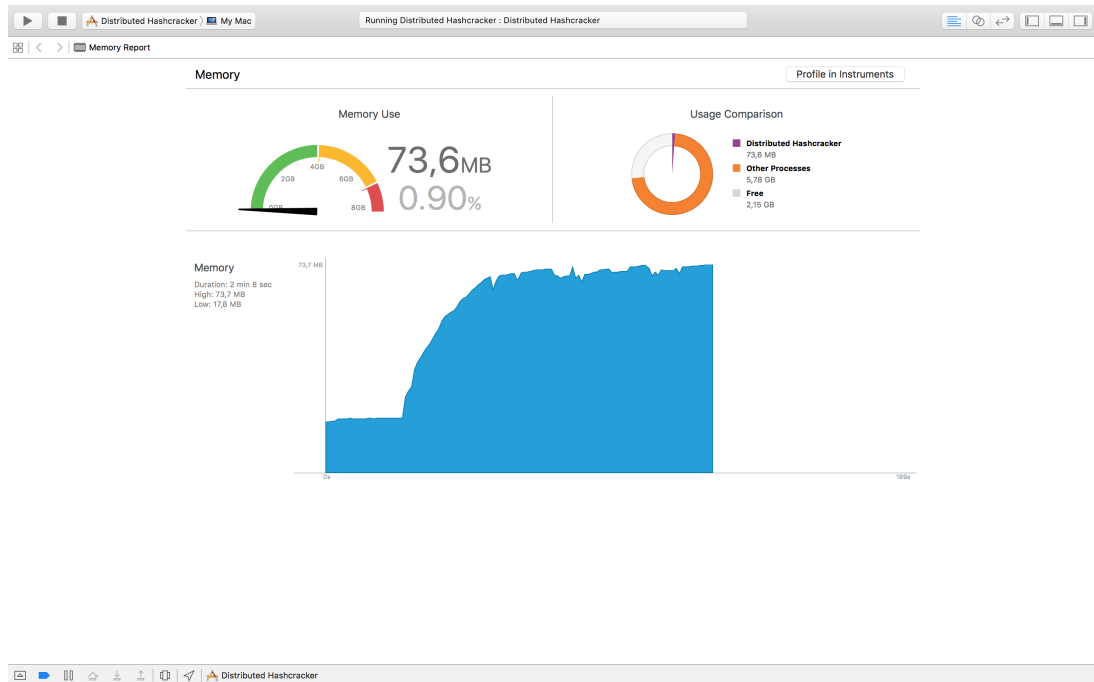 Distributed Hashcracker My Mac
Running Distributed Hashcracker : Distributed Hashcracker
Memory Report
Memory
Profile in Instruments
Memory Use
0GB
2GB
4GB
6GB
8GB
73,6MB
0.90%
Usage Comparison
Distributed Hashcracker
73,6 MB
Other Processes
5,78 GB
Free
2,15 GB
Memory
Duration: 2 min 8 sec
High: 73,7 MB
Low: 17,8 MB
73,7 MB
0s
189s
Distributed Hashcracker